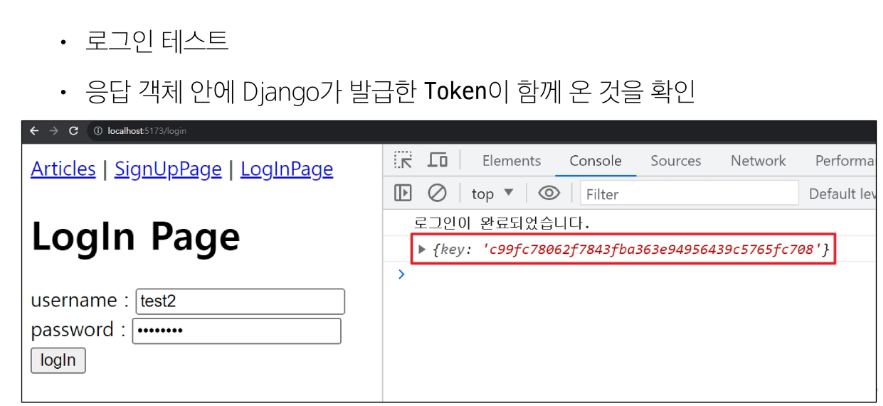 • 로그인 테스트
• 응답 객체 안에 Django가 발급한 Token이 함께 온 것을 확인
localhost:5173/login
Articles | SignUpPage | LogInPage
LogIn Page
username : test2
password : ••••••••
logIn
Elements Console Sources Network Performa
top ▼ Filter Default lev
로그인이 완료되었습니다.
▶ {key: 'c99fc78062f7843fba363e94956439c5765fc708'}
>